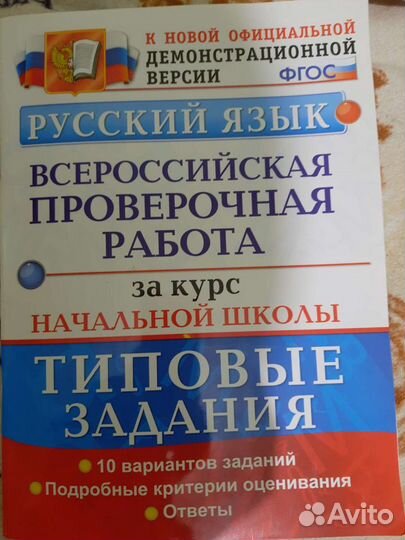 К НОВОЙ ОФИЦИАЛЬНОЙ
ДЕМОНСТРАЦИОННОЙ
ВЕРСИИ
ФГОС
РУССКИЙ ЯЗЫК
ВСЕРОССИЙСКАЯ
ПРОВЕРОЧНАЯ
РАБОТА
за курс
НАЧАЛЬНОЙ ШКОЛЫ
ТИПОВЫЕ
ЗАДАНИЯ
10 вариантов заданий
Подробные критерии оценивания
Ответы
Avito